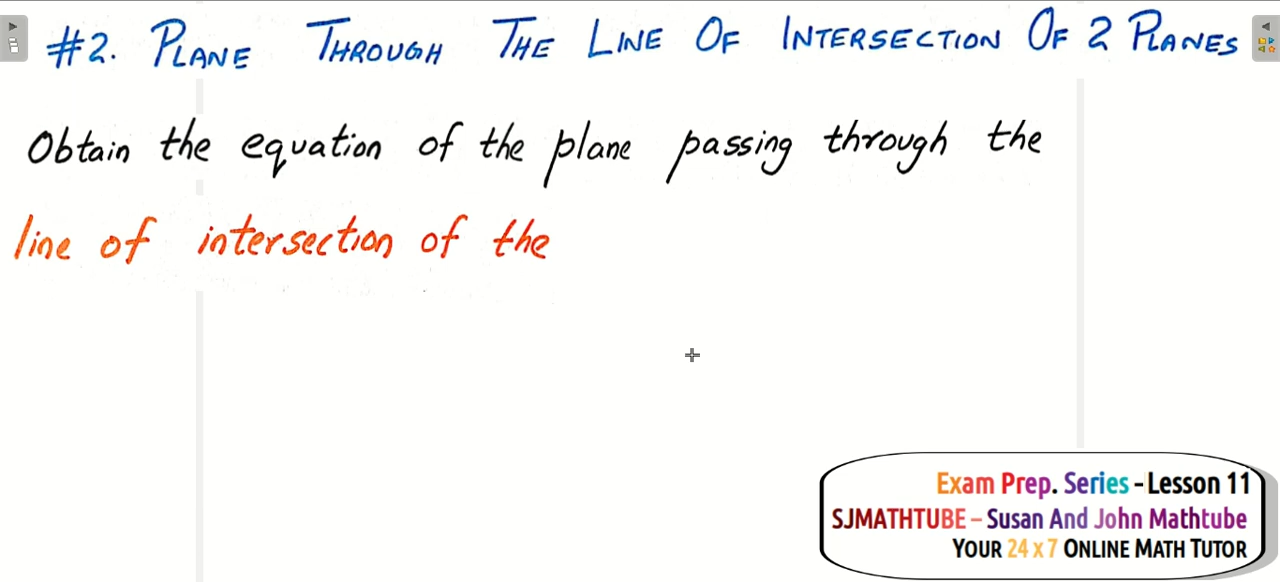 #2. PLANE THROUGH THE LINE OF INTERSECTION OF 2 PLANES
Obtain the equation of the plane passing through the
line of intersection of the
Exam Prep. Series - Lesson 11
SJMATHTUBE – Susan And John Mathtube
YOUR 24 x 7 ONLINE MATH TUTOR